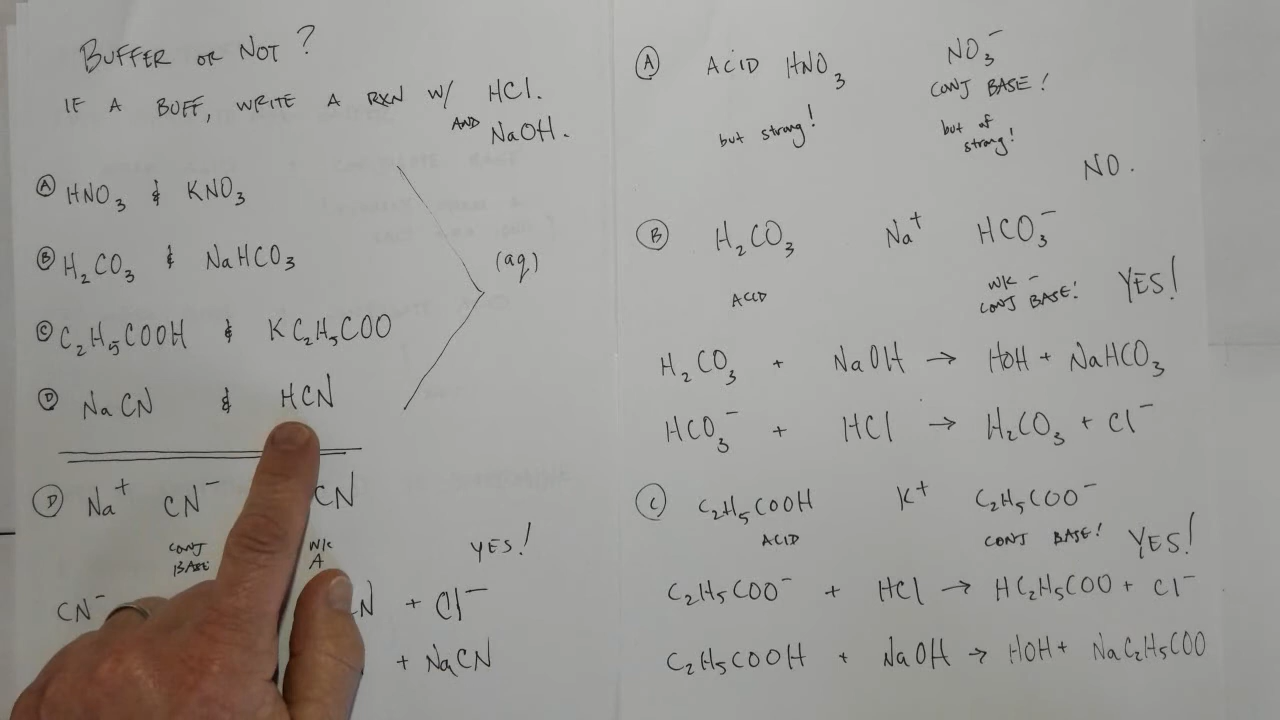 BUFFER OR NOT?
IF A BUFF, WRITE A RXN W/ HCl.
AND NaOH.
Ⓐ HNO₃ & KNO₃
Ⓑ H₂CO₃ & NaHCO₃
(aq)
Ⓒ C₂H₅COOH & KC₂H₅COO
Ⓓ NaCN & HCN
Ⓓ Na⁺ CN⁻ CN
CONJ BASE
WK A
YES!
CN⁻ N + Cl⁻
+ NaCN
Ⓐ ACID HNO₃ NO₃⁻
CONJ BASE!
but strong!
but of strong!
NO.
Ⓑ H₂CO₃ Na⁺ HCO₃⁻
ACID
WK –
CONJ BASE!
YES!
H₂CO₃ + NaOH → HOH + NaHCO₃
HCO₃⁻ + HCl → H₂CO₃ + Cl⁻
Ⓒ C₂H₅COOH K⁺ C₂H₅COO⁻
ACID CONJ BASE! YES!
C₂H₅COO⁻ + HCl → HC₂H₅COO + Cl⁻
C₂H₅COOH + NaOH → HOH + NaC₂H₅COO